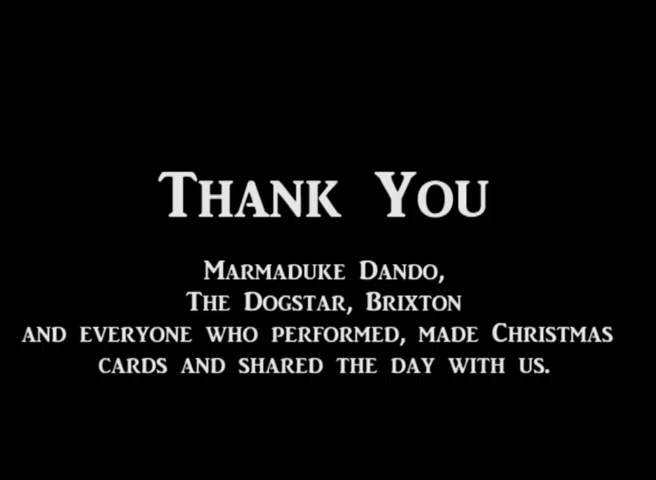 Thank You
Marmaduke Dando,
The Dogstar, Brixton
and everyone who performed, made Christmas
cards and shared the day with us.